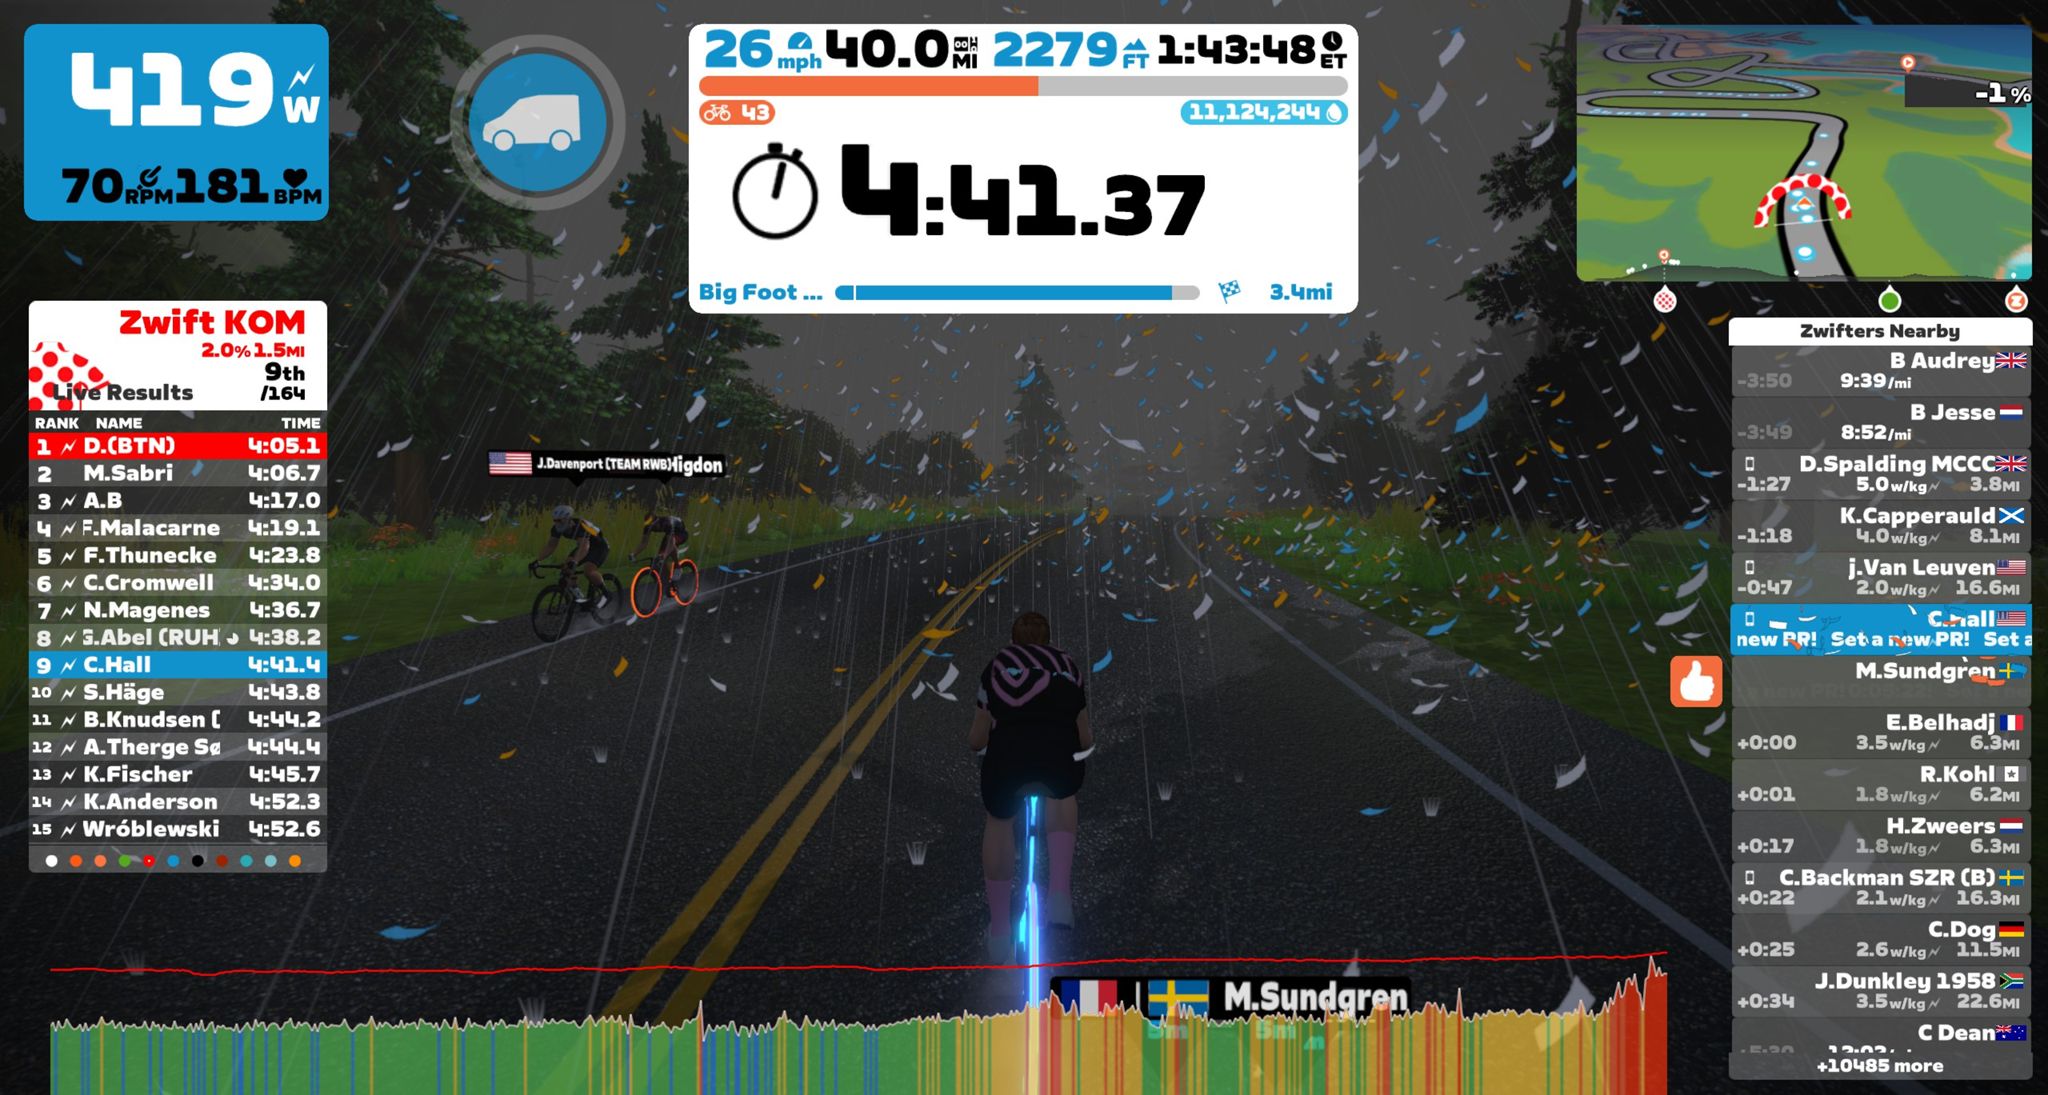 419 W
70 RPM 181 BPM
26 mph 40.0 MI 2279 FT 1:43:48 ET
43
11,124,244
4:41.37
Big Foot ...
3.4mi
-1%
Zwift KOM
2.0% 1.5MI
9th
Live Results /164
RANK NAME TIME
1 D.(BTN) 4:05.1
2 M.Sabri 4:06.7
3 A.B 4:17.0
4 F.Malacarne 4:19.1
5 F.Thunecke 4:23.8
6 C.Cromwell 4:34.0
7 N.Magenes 4:36.7
8 G.Abel (RUH 4:38.2
9 C.Hall 4:41.4
10 S.Häge 4:43.8
11 B.Knudsen ( 4:44.2
12 A.Therge Sø 4:44.4
13 K.Fischer 4:45.7
14 K.Anderson 4:52.3
15 Wróblewski 4:52.6
J.Davenport (TEAM RWB) Higdon
Zwifters Nearby
B Audrey
-3:50 9:39/mi
B Jesse
-3:49 8:52/mi
D.Spalding MCCC
-1:27 5.0w/kg 3.8MI
K.Capperauld
-1:18 4.0w/kg 8.1MI
j.Van Leuven
-0:47 2.0w/kg 16.6MI
C.Hall
new PR! Set a new PR! Set a
M.Sundgren
E.Belhadj
+0:00 3.5w/kg 6.3MI
R.Kohl
+0:01 1.8w/kg 6.2MI
H.Zweers
+0:17 1.8w/kg 6.3MI
C.Backman SZR (B)
+0:22 2.1w/kg 16.3MI
C.Dog
+0:25 2.6w/kg 11.5MI
J.Dunkley 1958
+0:34 3.5w/kg 22.6MI
C Dean
+10485 more
M.Sundgren
5m